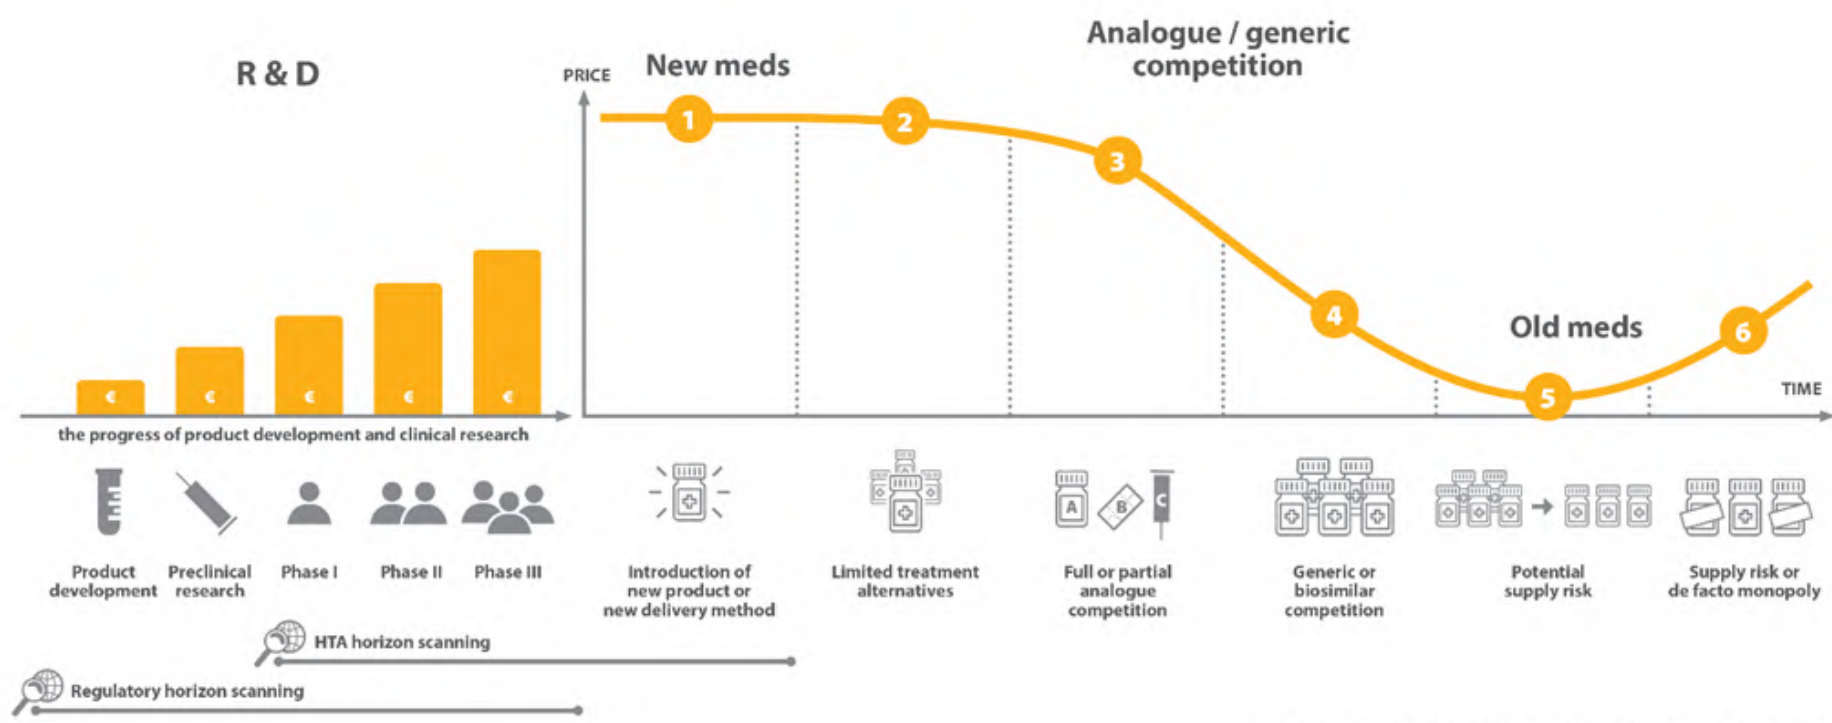 R & D
€
€
€
€
€
the progress of product development and clinical research
Product
development
Preclinical
research
Phase I
Phase II
Phase III
HTA horizon scanning
Regulatory horizon scanning
PRICE
New meds
Analogue / generic
competition
Old meds
TIME
1
2
3
4
5
6
A
B
C
Introduction of
new product or
new delivery method
Limited treatment
alternatives
Full or partial
analogue
competition
Generic or
biosimilar
competition
Potential
supply risk
Supply risk or
de facto monopoly